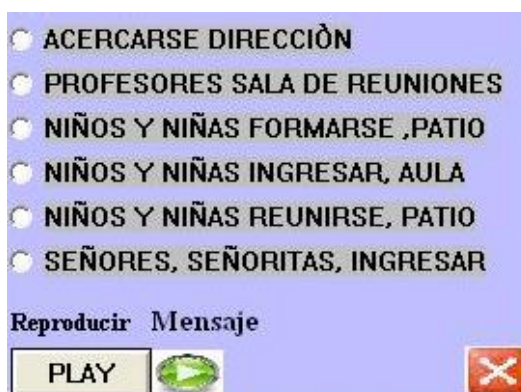 ACERCARSE DIRECCIÒN
PROFESORES SALA DE REUNIONES
NIÑOS Y NIÑAS FORMARSE ,PATIO
NIÑOS Y NIÑAS INGRESAR, AULA
NIÑOS Y NIÑAS REUNIRSE, PATIO
SEÑORES, SEÑORITAS, INGRESAR
Reproducir Mensaje
PLAY